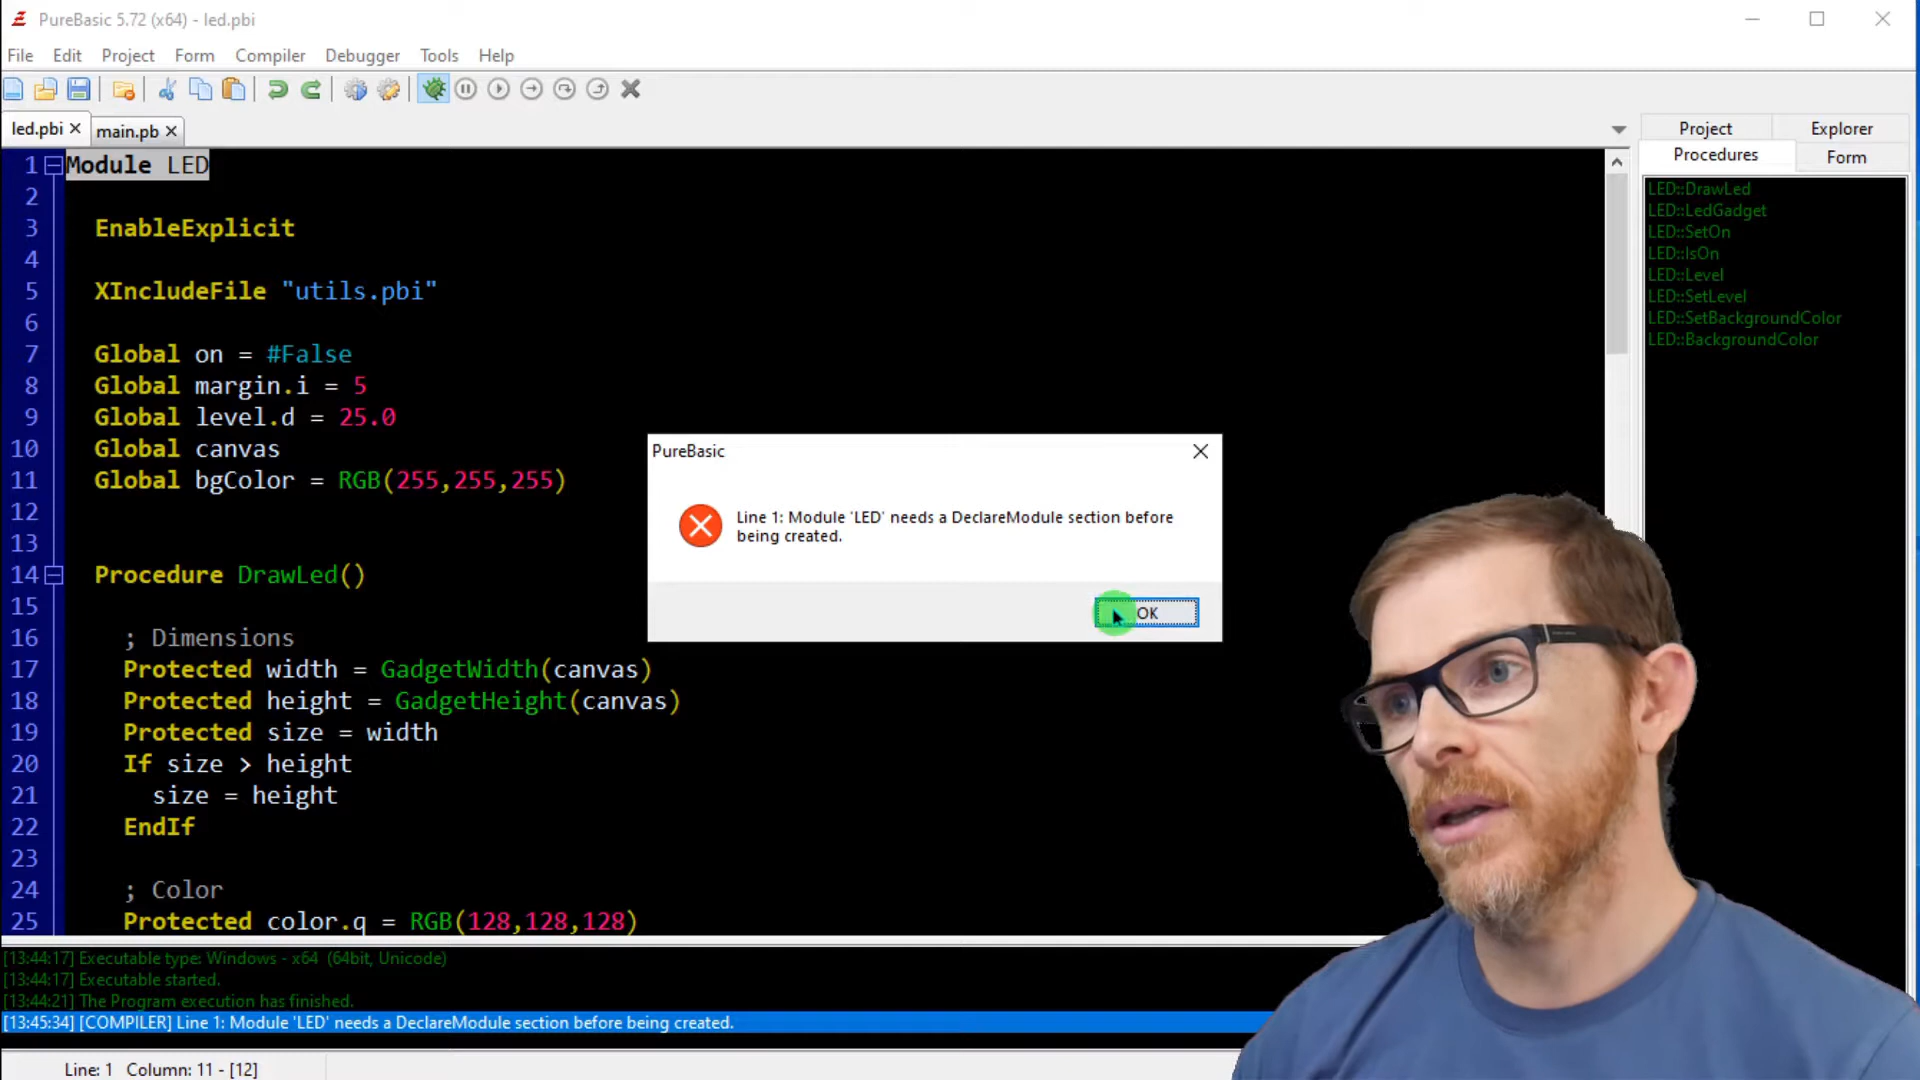 PureBasic 5.72 (x64) - led.pbi
File Edit Project Form Compiler Debugger Tools Help
led.pbi main.pb
Project Explorer
Procedures Form
LED::DrawLed
LED::LedGadget
LED::SetOn
LED::IsOn
LED::Level
LED::SetLevel
LED::SetBackgroundColor
LED::BackgroundColor
1 Module LED
2
3 EnableExplicit
4
5 XIncludeFile "utils.pbi"
6
7 Global on = #False
8 Global margin.i = 5
9 Global level.d = 25.0
10 Global canvas
11 Global bgColor = RGB(255,255,255)
12
13
14 Procedure DrawLed()
15
16 ; Dimensions
17 Protected width = GadgetWidth(canvas)
18 Protected height = GadgetHeight(canvas)
19 Protected size = width
20 If size > height
21 size = height
22 EndIf
23
24 ; Color
25 Protected color.q = RGB(128,128,128)
PureBasic
Line 1: Module 'LED' needs a DeclareModule section before
being created.
OK
[13:44:17] Executable type: Windows - x64 (64bit, Unicode)
[13:44:17] Executable started.
[13:44:21] The Program execution has finished.
[13:45:34] [COMPILER] Line 1: Module 'LED' needs a DeclareModule section before being created.
Line: 1 Column: 11 - [12]